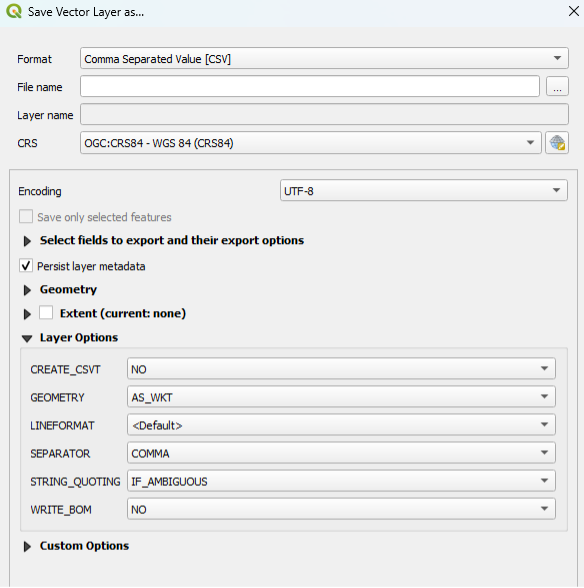 Save Vector Layer as...
Format Comma Separated Value [CSV]
File name ...
Layer name
CRS OGC:CRS84 - WGS 84 (CRS84)
Encoding UTF-8
Save only selected features
Select fields to export and their export options
Persist layer metadata
Geometry
Extent (current: none)
Layer Options
CREATE_CSVT NO
GEOMETRY AS_WKT
LINEFORMAT <Default>
SEPARATOR COMMA
STRING_QUOTING IF_AMBIGUOUS
WRITE_BOM NO
Custom Options